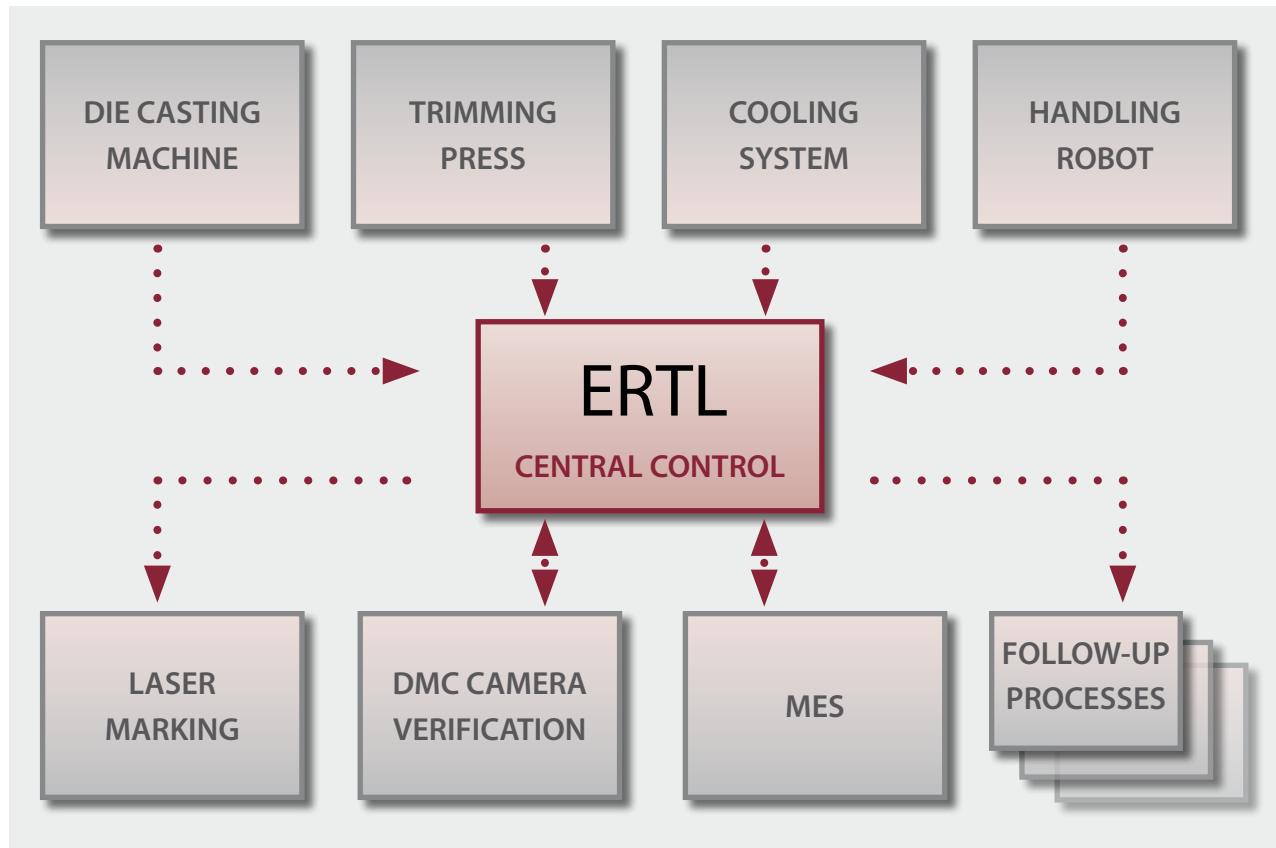 DIE CASTING
MACHINE
TRIMMING
PRESS
COOLING
SYSTEM
HANDLING
ROBOT
ERTL
CENTRAL CONTROL
LASER
MARKING
DMC CAMERA
VERIFICATION
MES
FOLLOW-UP
PROCESSES